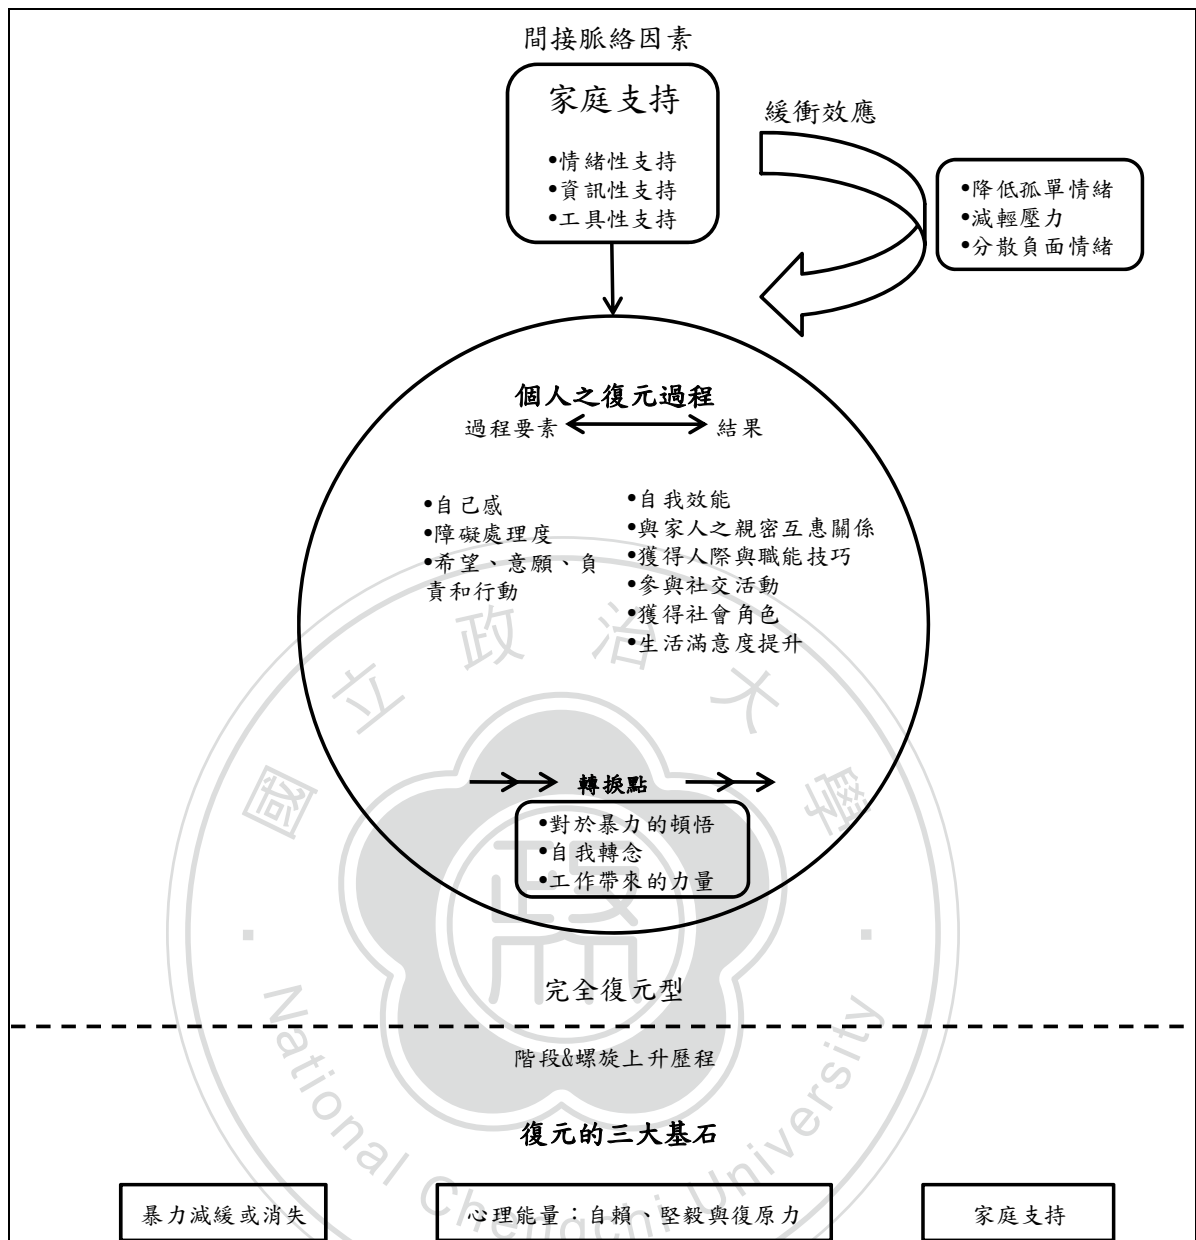 間接脈絡因素
家庭支持
•情緒性支持
•資訊性支持
•工具性支持
緩衝效應
•降低孤單情緒
•減輕壓力
•分散負面情緒
個人之復元過程
過程要素
結果
•自己感
•障礙處理度
•希望、意願、負
責和行動
•自我效能
•與家人之親密互惠關係
•獲得人際與職能技巧
•參與社交活動
•獲得社會角色
•生活滿意度提升
轉捩點
•對於暴力的頓悟
•自我轉念
•工作帶來的力量
完全復元型
階段&螺旋上升歷程
復元的三大基石
暴力減緩或消失
心理能量：自賴、堅毅與復原力
家庭支持
國立政治大學
National Chengchi University